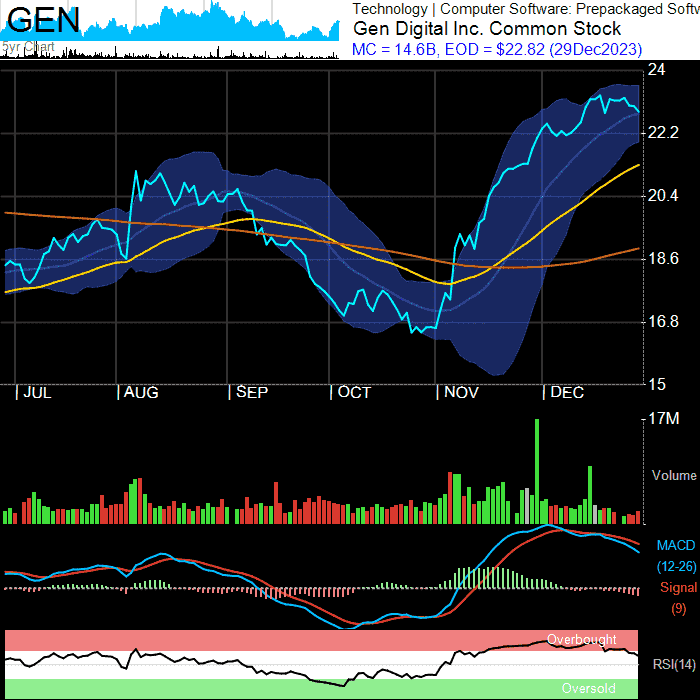 GEN
5yr Chart
Technology | Computer Software: Prepackaged Softw
Gen Digital Inc. Common Stock
MC = 14.6B, EOD = $22.82 (29Dec2023)
24
22.2
20.4
18.6
16.8
15
| JUL | AUG | SEP | OCT | NOV | DEC
17M
Volume
MACD
(12-26)
Signal
(9)
Overbought
RSI(14)
Oversold